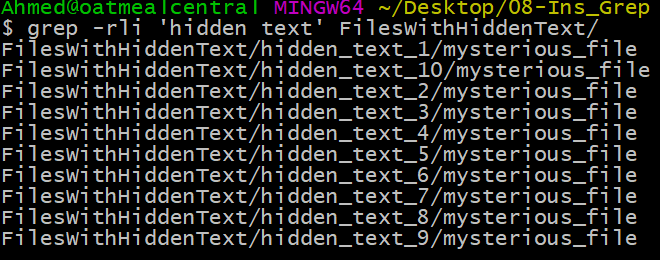 Ahmed@oatmealcentral MINGW64 ~/Desktop/08-Ins_Grep
$ grep -rli 'hidden text' FilesWithHiddenText/
FilesWithHiddenText/hidden_text_1/mysterious_file
FilesWithHiddenText/hidden_text_10/mysterious_file
FilesWithHiddenText/hidden_text_2/mysterious_file
FilesWithHiddenText/hidden_text_3/mysterious_file
FilesWithHiddenText/hidden_text_4/mysterious_file
FilesWithHiddenText/hidden_text_5/mysterious_file
FilesWithHiddenText/hidden_text_6/mysterious_file
FilesWithHiddenText/hidden_text_7/mysterious_file
FilesWithHiddenText/hidden_text_8/mysterious_file
FilesWithHiddenText/hidden_text_9/mysterious_file